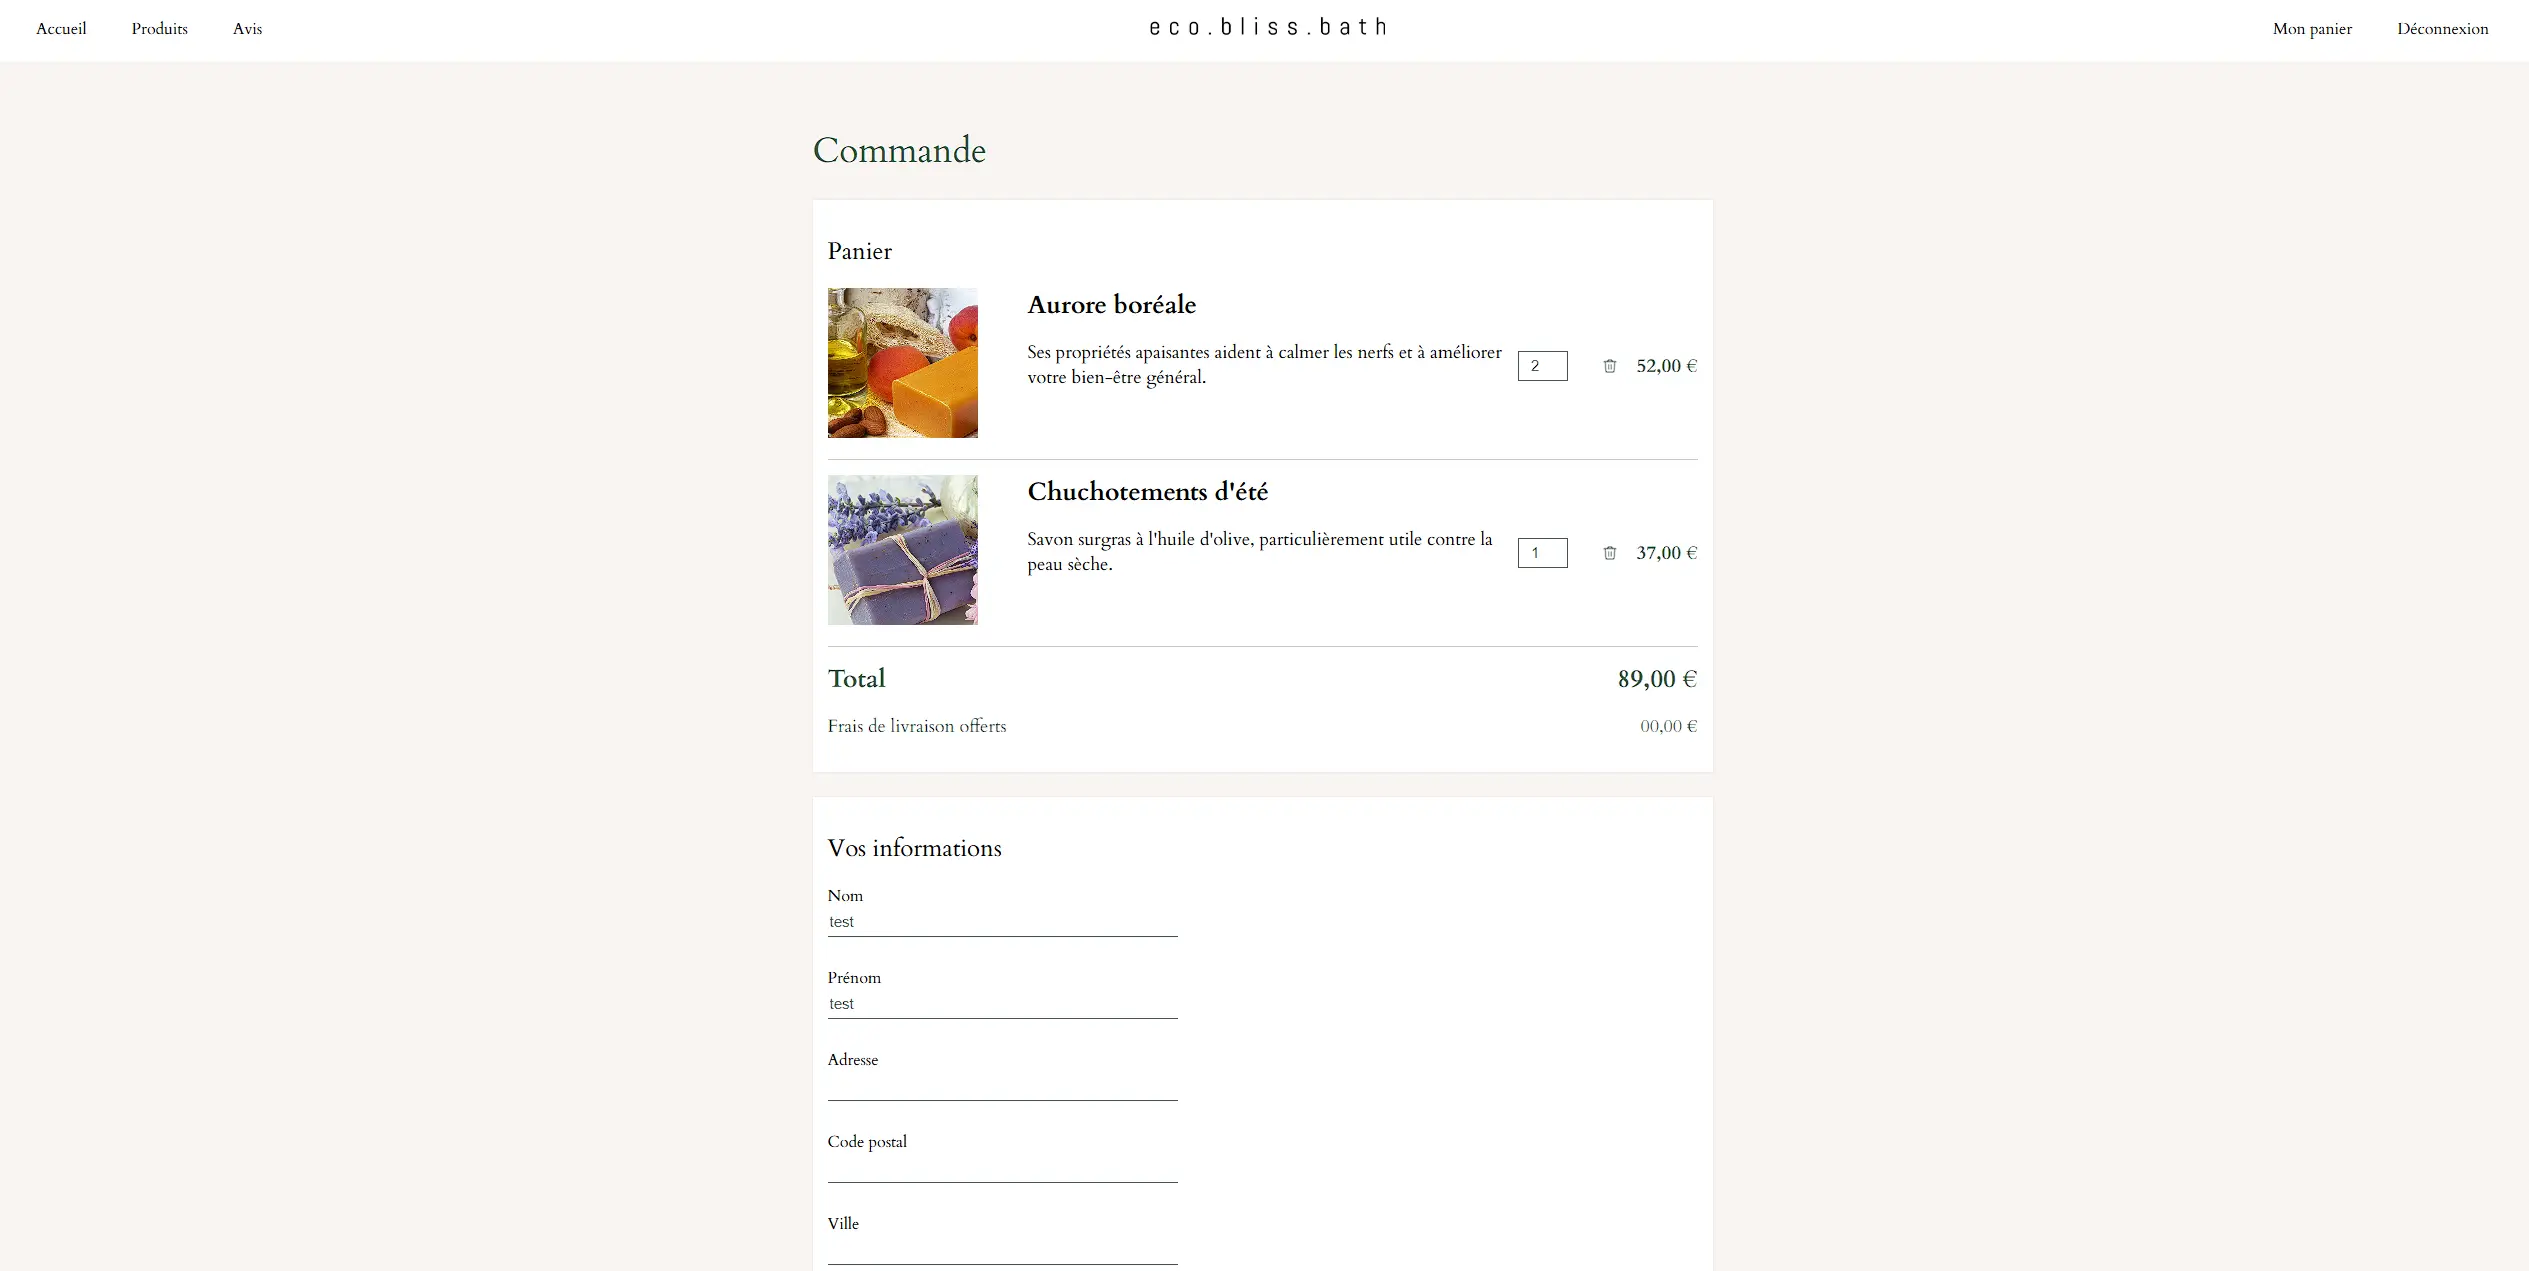 Accueil Produits Avis eco.bliss.bath Mon panier Déconnexion
Commande
Panier
Aurore boréale
Ses propriétés apaisantes aident à calmer les nerfs et à améliorer
votre bien-être général.
2 52,00 €
Chuchotements d'été
Savon surgras à l'huile d'olive, particulièrement utile contre la
peau sèche.
1 37,00 €
Total 89,00 €
Frais de livraison offerts 00,00 €
Vos informations
Nom
test
Prénom
test
Adresse
Code postal
Ville